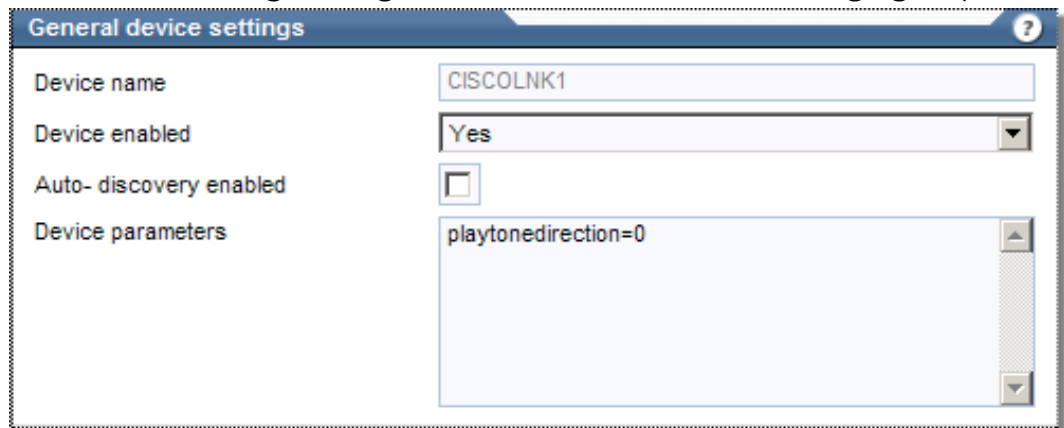 General device settings
?
Device name
CISCOLNK1
Device enabled
Yes
Auto- discovery enabled
Device parameters
playtonedirection=0